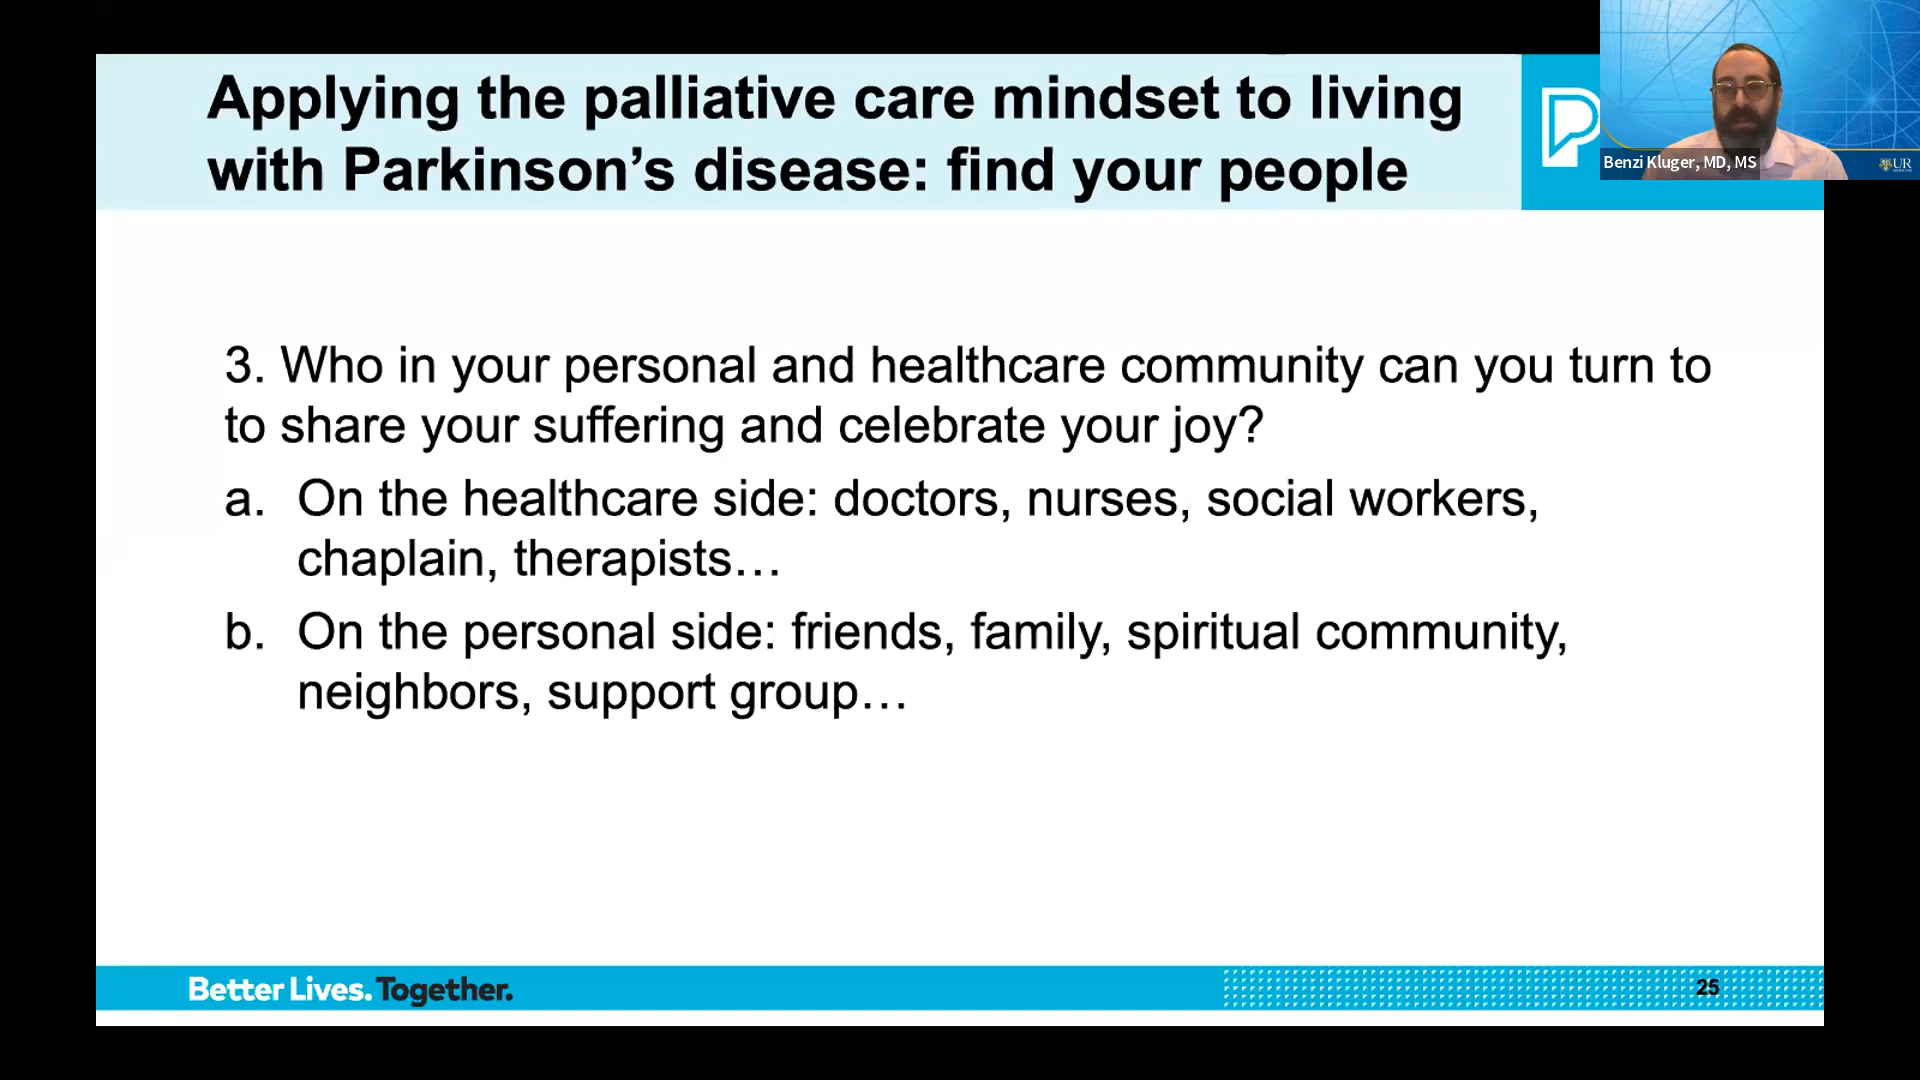 Applying the palliative care mindset to living
with Parkinson’s disease: find your people
Benzi Kluger, MD, MS
UR
3. Who in your personal and healthcare community can you turn to
to share your suffering and celebrate your joy?
a. On the healthcare side: doctors, nurses, social workers,
chaplain, therapists…
b. On the personal side: friends, family, spiritual community,
neighbors, support group…
Better Lives. Together.
25